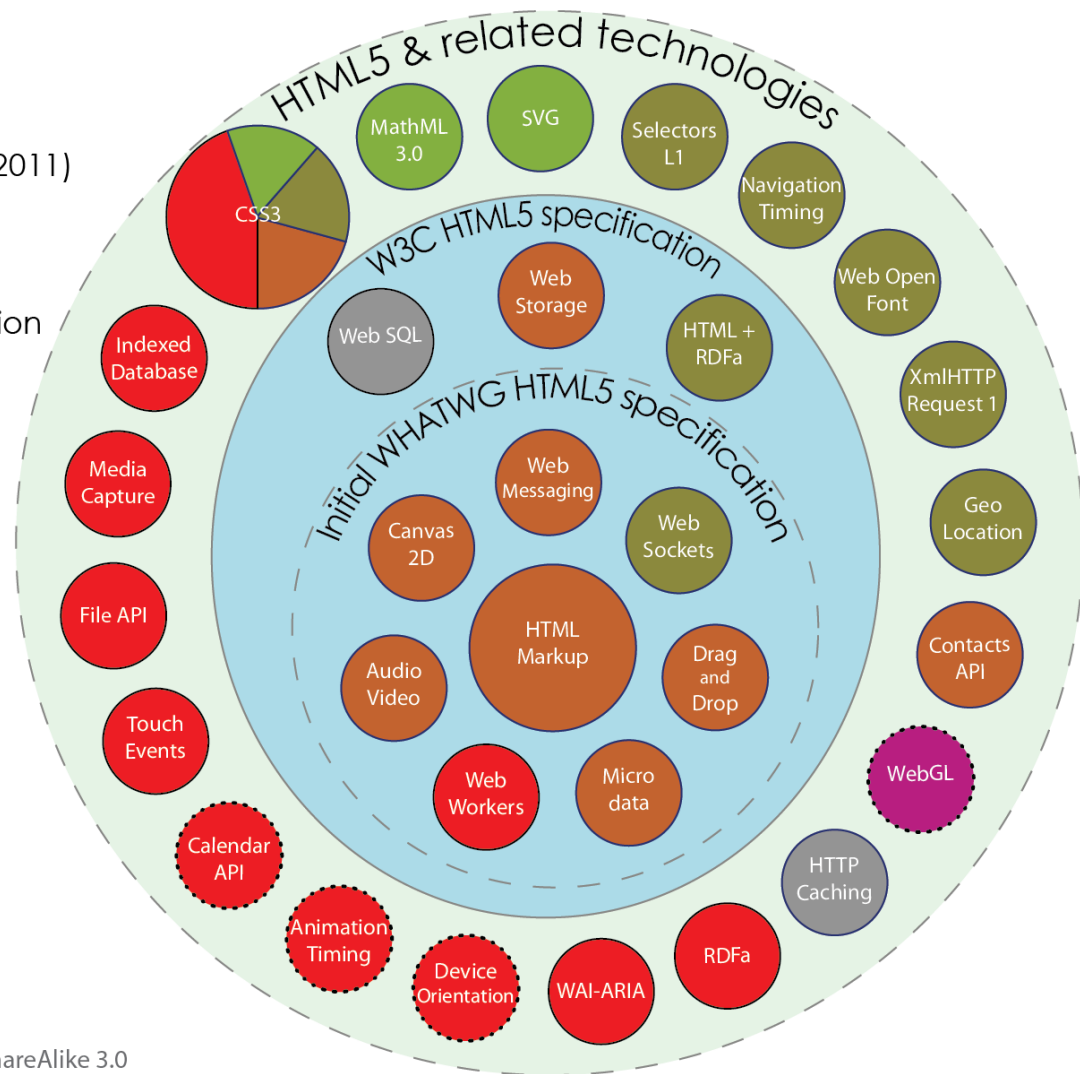 HTML5 & related technologies
2011)
MathML
3.0
SVG
Selectors
L1
Navigation
Timing
CSS3
W3C HTML5 specification
Web
Storage
Web Open
Font
ion
Web SQL
HTML +
RDFa
Indexed
Database
XmlHTTP
Request 1
Initial WHATWG HTML5 specification
Media
Capture
Web
Messaging
Canvas
2D
Web
Sockets
Geo
Location
File API
HTML
Markup
Audio
Video
Drag
and
Drop
Contacts
API
Touch
Events
Web
Workers
Micro
data
WebGL
Calendar
API
HTTP
Caching
Animation
Timing
Device
Orientation
WAI-ARIA
RDFa
nareAlike 3.0